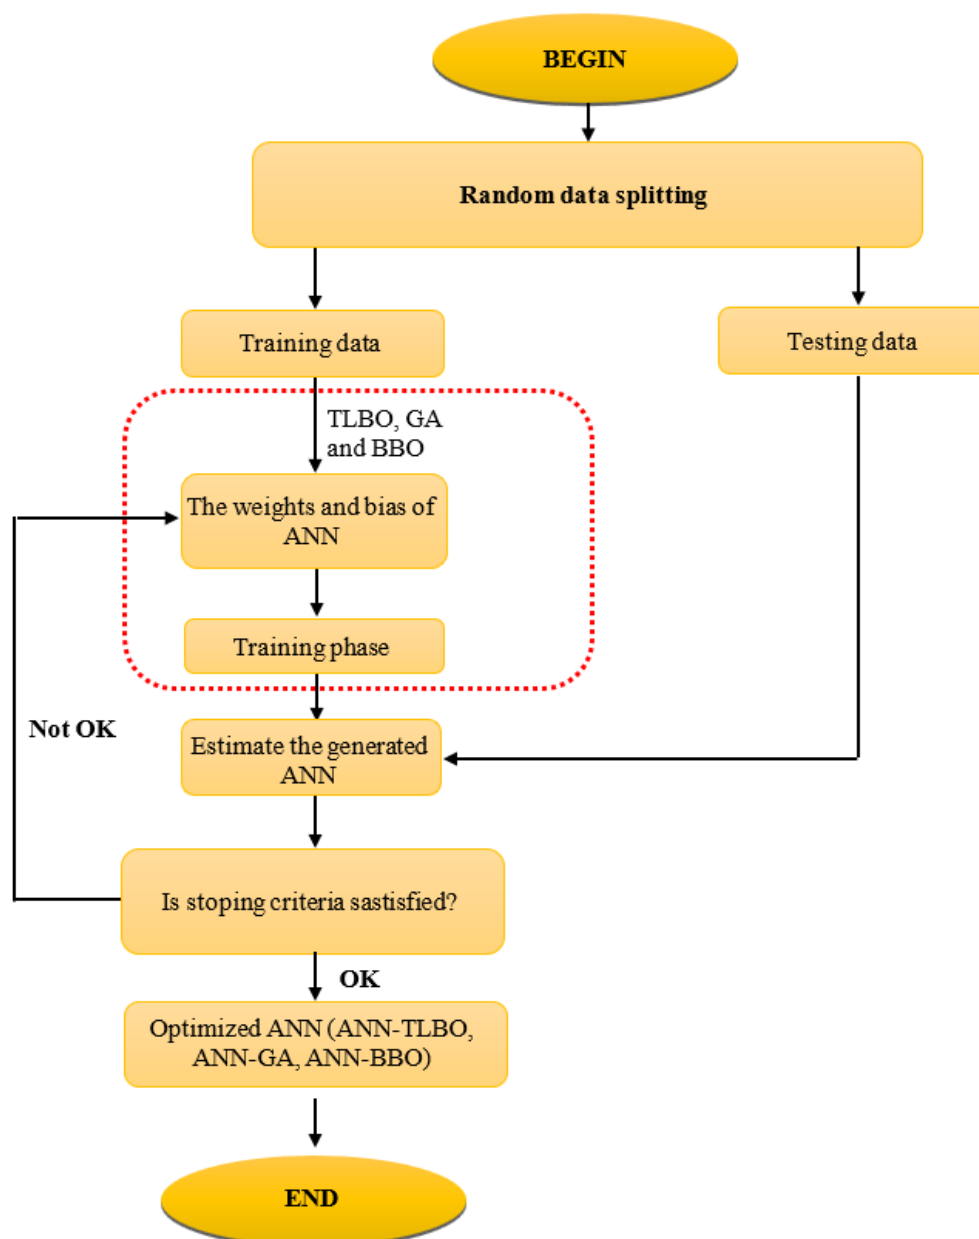 BEGIN
Random data splitting
Training data
Testing data
TLBO, GA
and BBO
The weights and bias of
ANN
Training phase
Not OK
Estimate the generated
ANN
Is stoping criteria sastisfied?
OK
Optimized ANN (ANN-TLBO,
ANN-GA, ANN-BBO)
END